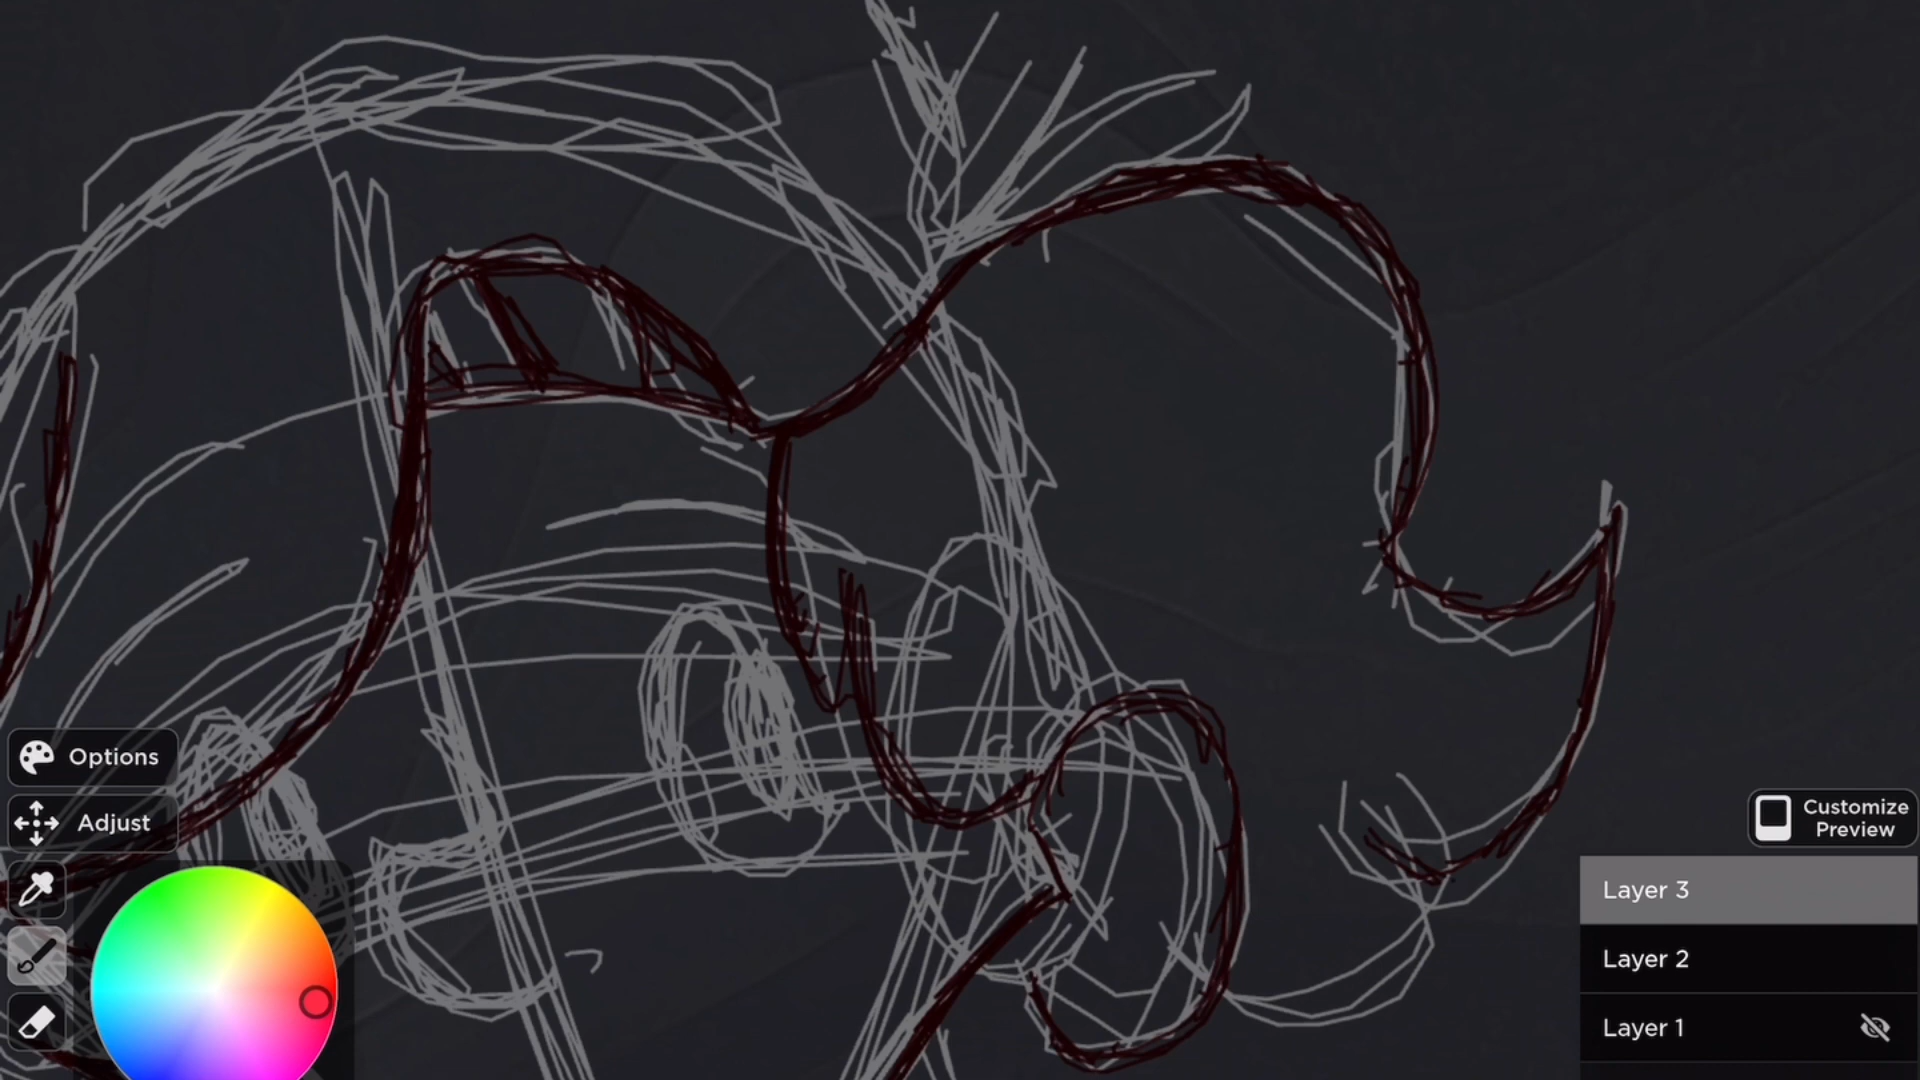 Options
Adjust
Customize
Preview
Layer 3
Layer 2
Layer 1